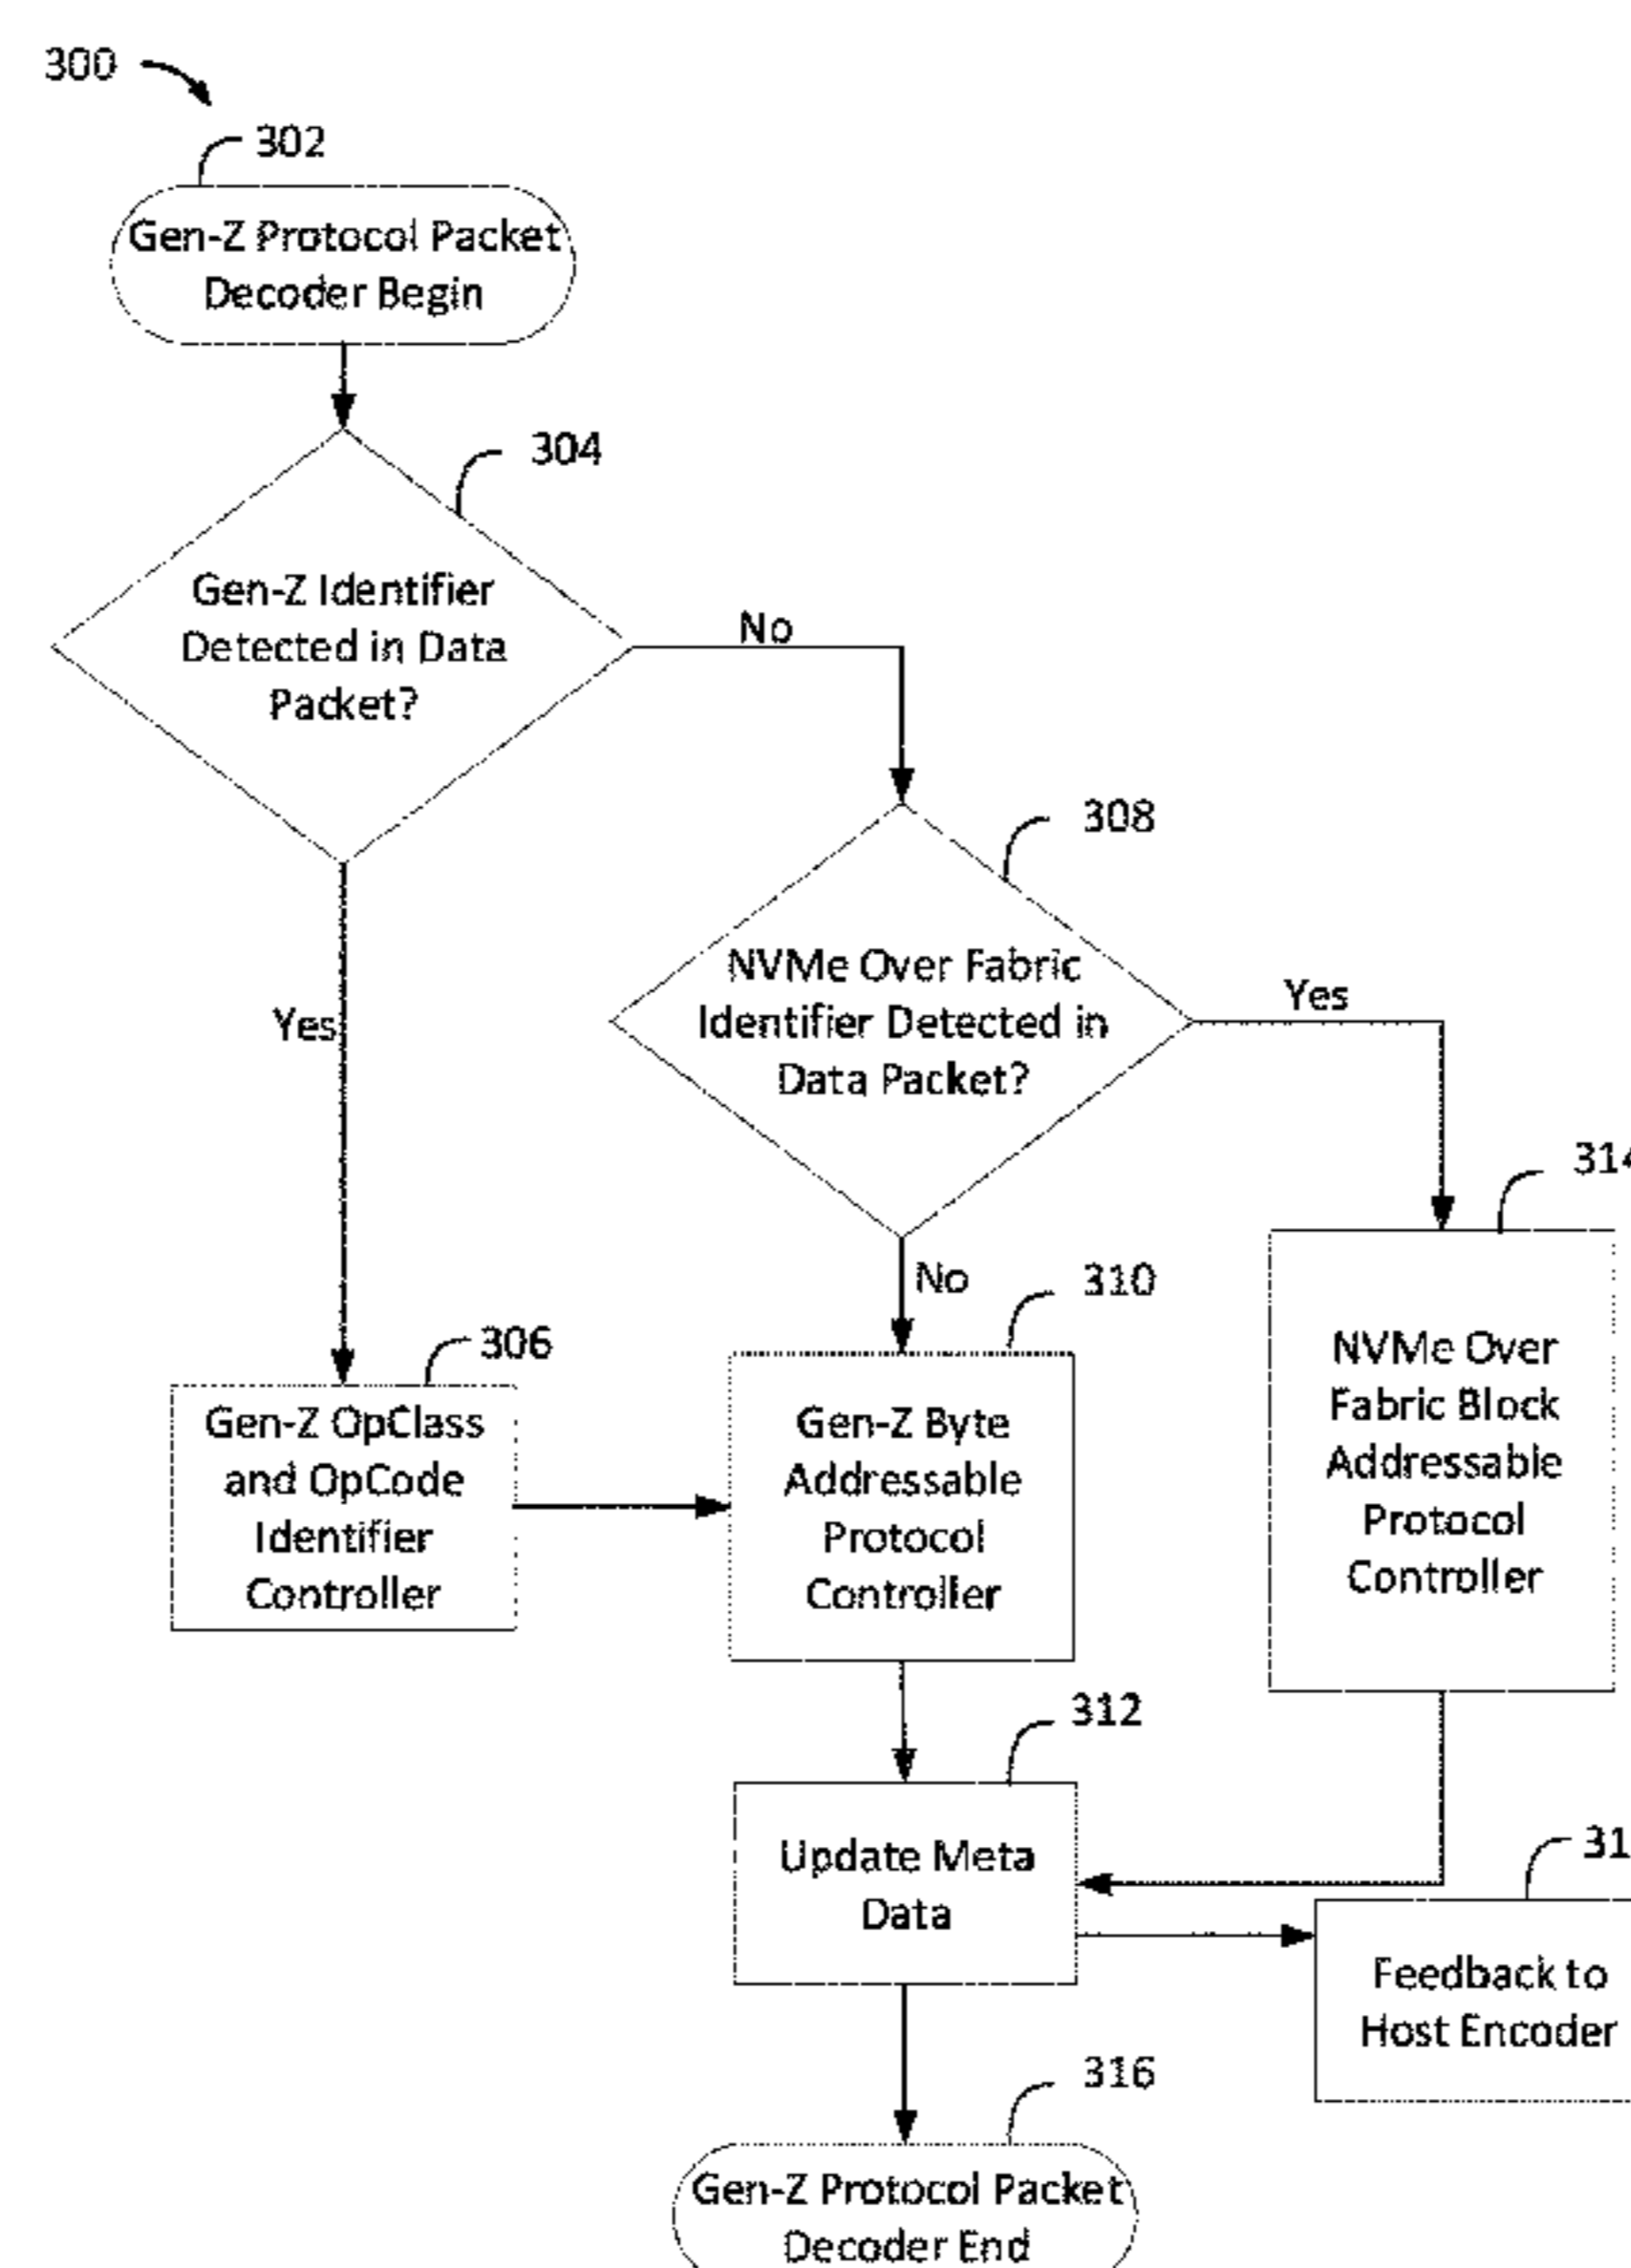 300
302
Gen-Z Protocol Packet
Decoder Begin
304
Gen-Z Identifier
Detected in Data
Packet?
No
308
NVMe Over Fabric
Identifier Detected in
Data Packet?
Yes
Yes
314
No
310
306
Gen-Z OpClass
and OpCode
Identifier
Controller
Gen-Z Byte
Addressable
Protocol
Controller
NVMe Over
Fabric Block
Addressable
Protocol
Controller
312
Update Meta
Data
Feedback to
Host Encoder
316
Gen-Z Protocol Packet
Decoder End